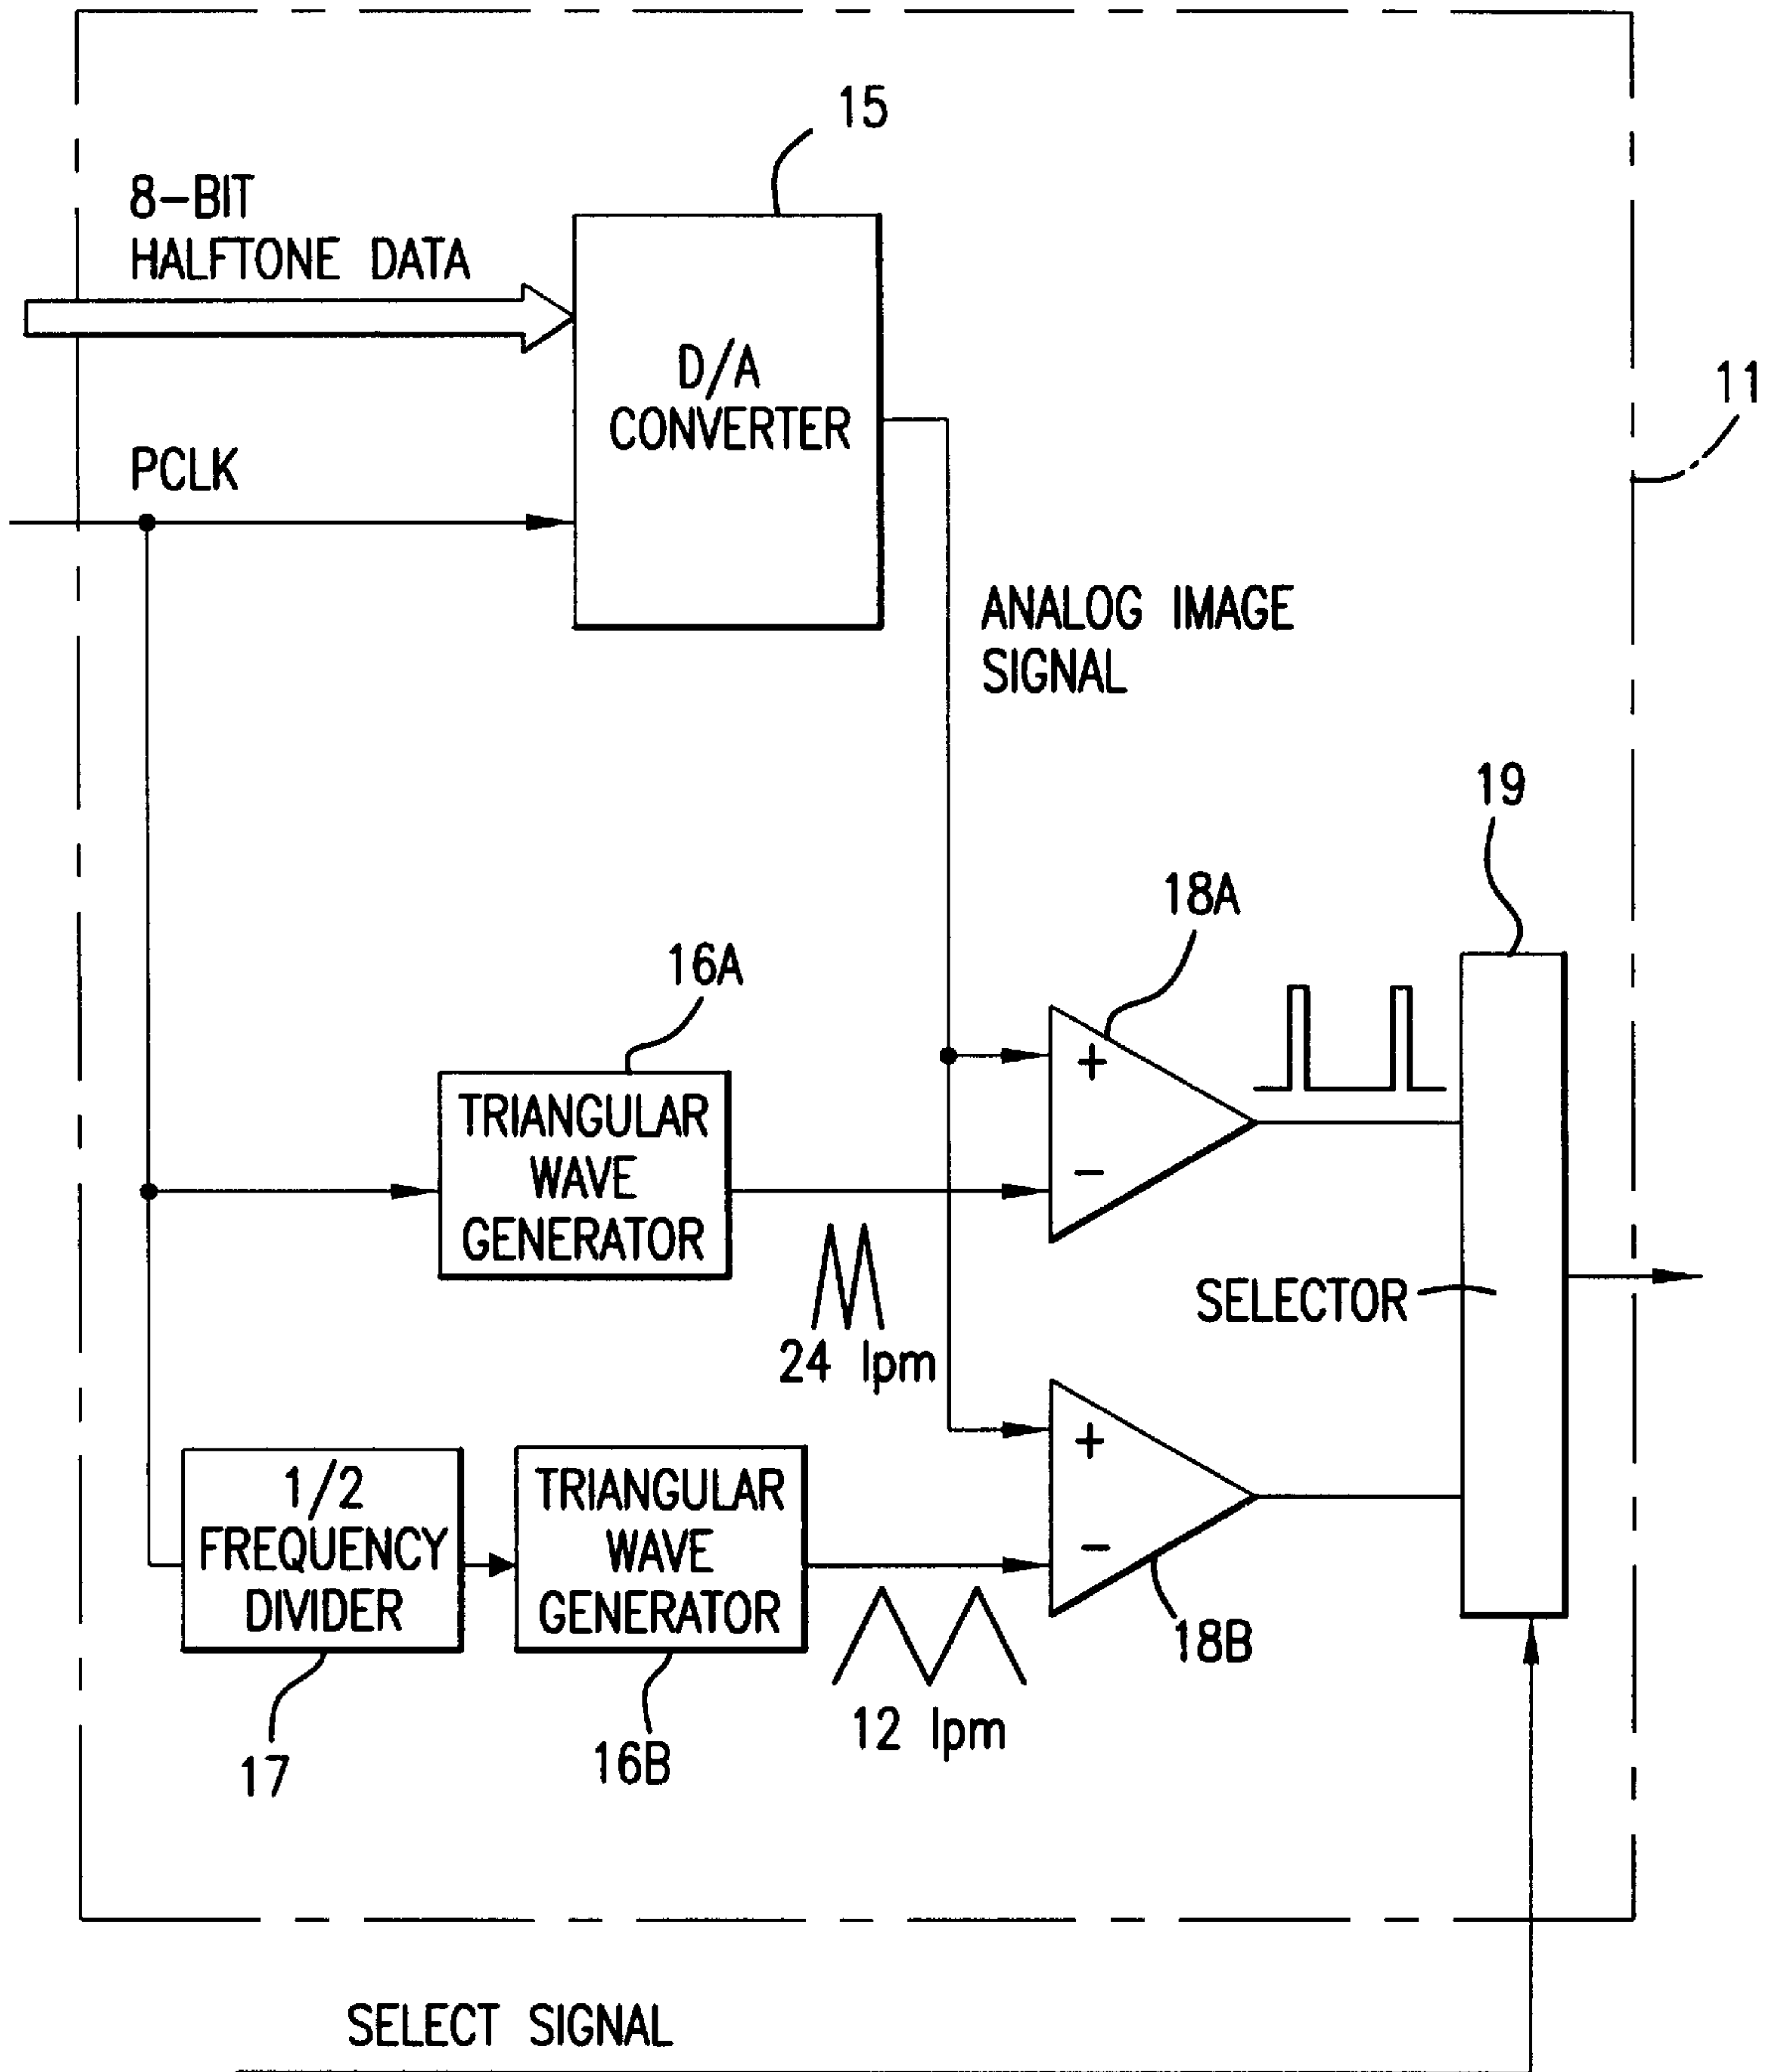 15
8-BIT
HALFTONE DATA
D/A
CONVERTER
11
PCLK
ANALOG IMAGE
SIGNAL
19
18A
16A
+
TRIANGULAR
WAVE
GENERATOR
-
SELECTOR
24 lpm
1/2
FREQUENCY
DIVIDER
TRIANGULAR
WAVE
GENERATOR
+
-
18B
12 lpm
17
16B
SELECT SIGNAL